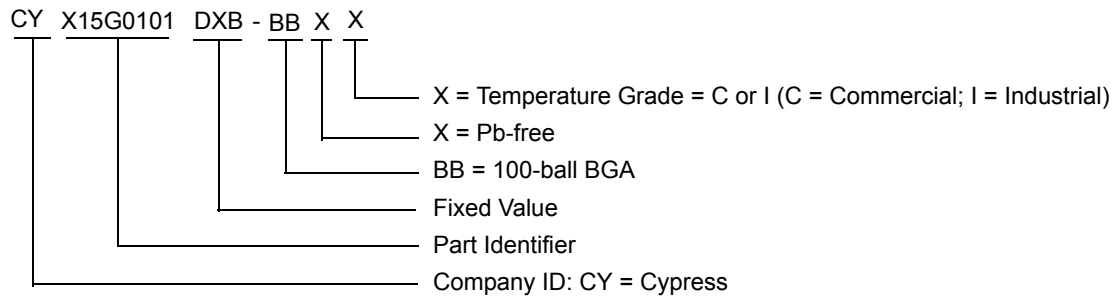 CY X15G0101 DXB - BB X X
X = Temperature Grade = C or I (C = Commercial; I = Industrial)
X = Pb-free
BB = 100-ball BGA
Fixed Value
Part Identifier
Company ID: CY = Cypress